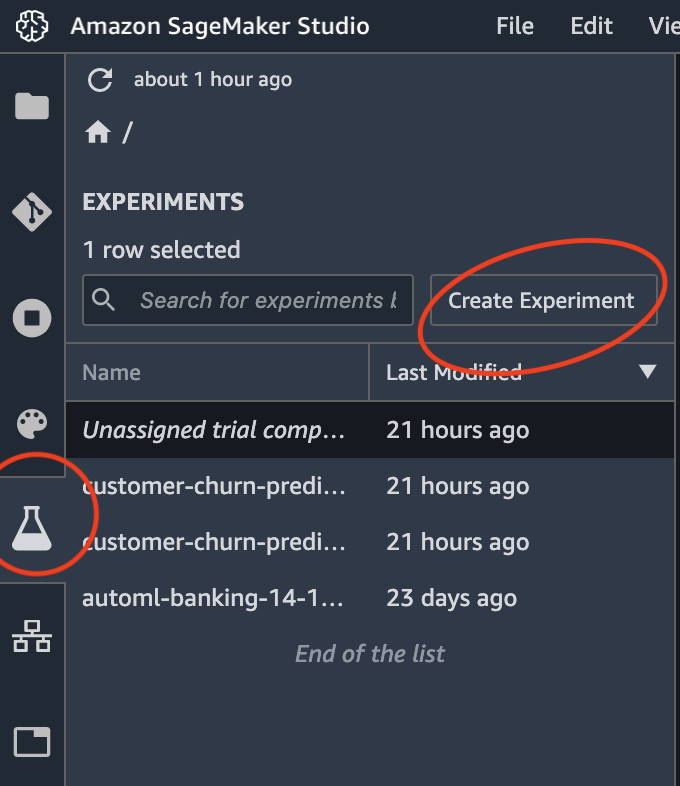 Amazon SageMaker Studio File Edit Vie
about 1 hour ago
/
EXPERIMENTS
1 row selected
Search for experiments b Create Experiment
Name Last Modified
Unassigned trial comp... 21 hours ago
customer-churn-predi... 21 hours ago
customer-churn-predi... 21 hours ago
automl-banking-14-1... 23 days ago
End of the list